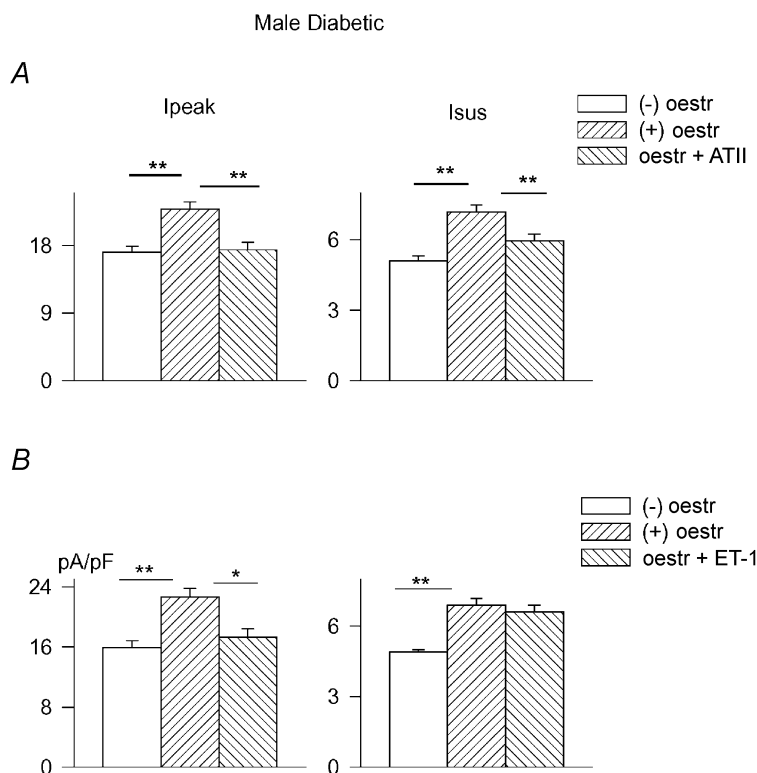 Male Diabetic
A
Ipeak
Isus
(-) oestr
(+) oestr
oestr + ATII
** **
** **
18
9
0
6
3
0
B
(-) oestr
(+) oestr
oestr + ET-1
pA/pF
** *
**
24
16
8
0
6
3
0